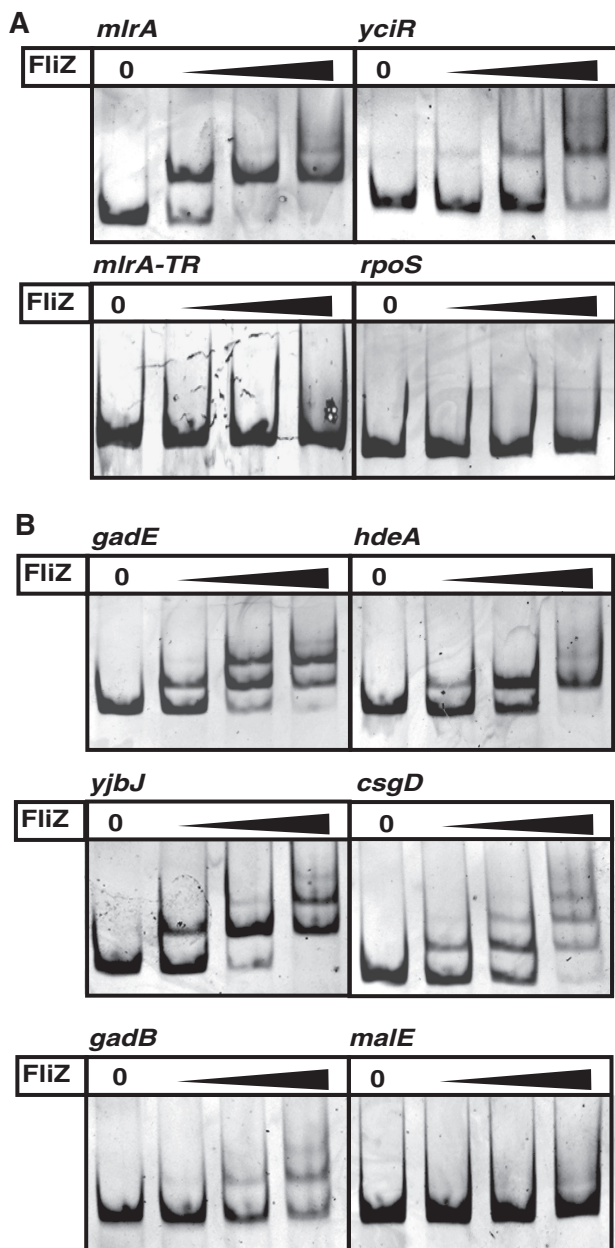 A
mlrA yciR
FliZ 0 0
mlrA-TR rpoS
FliZ 0 0
B
gadE hdeA
FliZ 0 0
yjbJ csgD
FliZ 0 0
gadB malE
FliZ 0 0